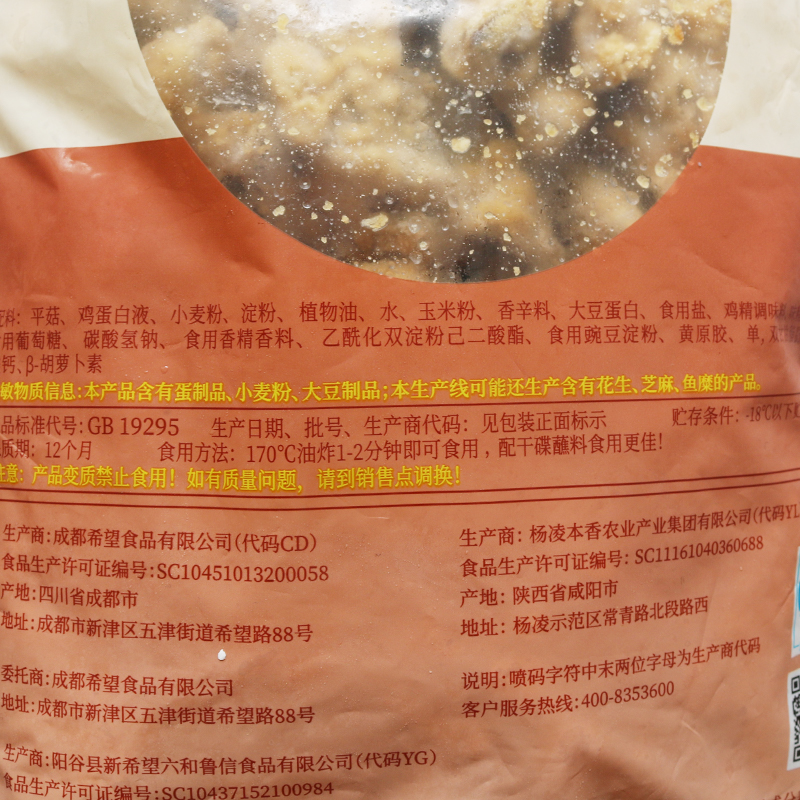 料：平菇、鸡蛋白液、小麦粉、淀粉、植物油、水、玉米粉、香辛料、大豆蛋白、食用盐、鸡精调味
用葡萄糖、碳酸氢钠、食用香精香料、乙酰化双淀粉己二酸酯、食用豌豆淀粉、黄原胶、单,双
钙、β-胡萝卜素
敏物质信息：本产品含有蛋制品、小麦粉、大豆制品；本生产线可能还生产含有花生、芝麻、鱼糜的产品。
品标准代号：GB 19295 生产日期、批号、生产商代码：见包装正面标示 贮存条件：-18℃以下
质期：12个月 食用方法：170℃油炸1-2分钟即可食用，配干碟蘸料食用更佳！
注意：产品变质禁止食用！如有质量问题，请到销售点调换！
生产商：成都希望食品有限公司（代码CD）
食品生产许可证编号：SC10451013200058
产地：四川省成都市
地址：成都市新津区五津街道希望路88号
委托商：成都希望食品有限公司
地址：成都市新津区五津街道希望路88号
生产商：阳谷县新希望六和鲁信食品有限公司（代码YG）
食品生产许可证编号：SC10437152100984
生产商：杨凌本香农业产业集团有限公司（代码YL
食品生产许可证编号：SC11161040360688
产地：陕西省咸阳市
地址：杨凌示范区常青路北段路西
说明：喷码字符中末两位字母为生产商代码
客户服务热线：400-8353600